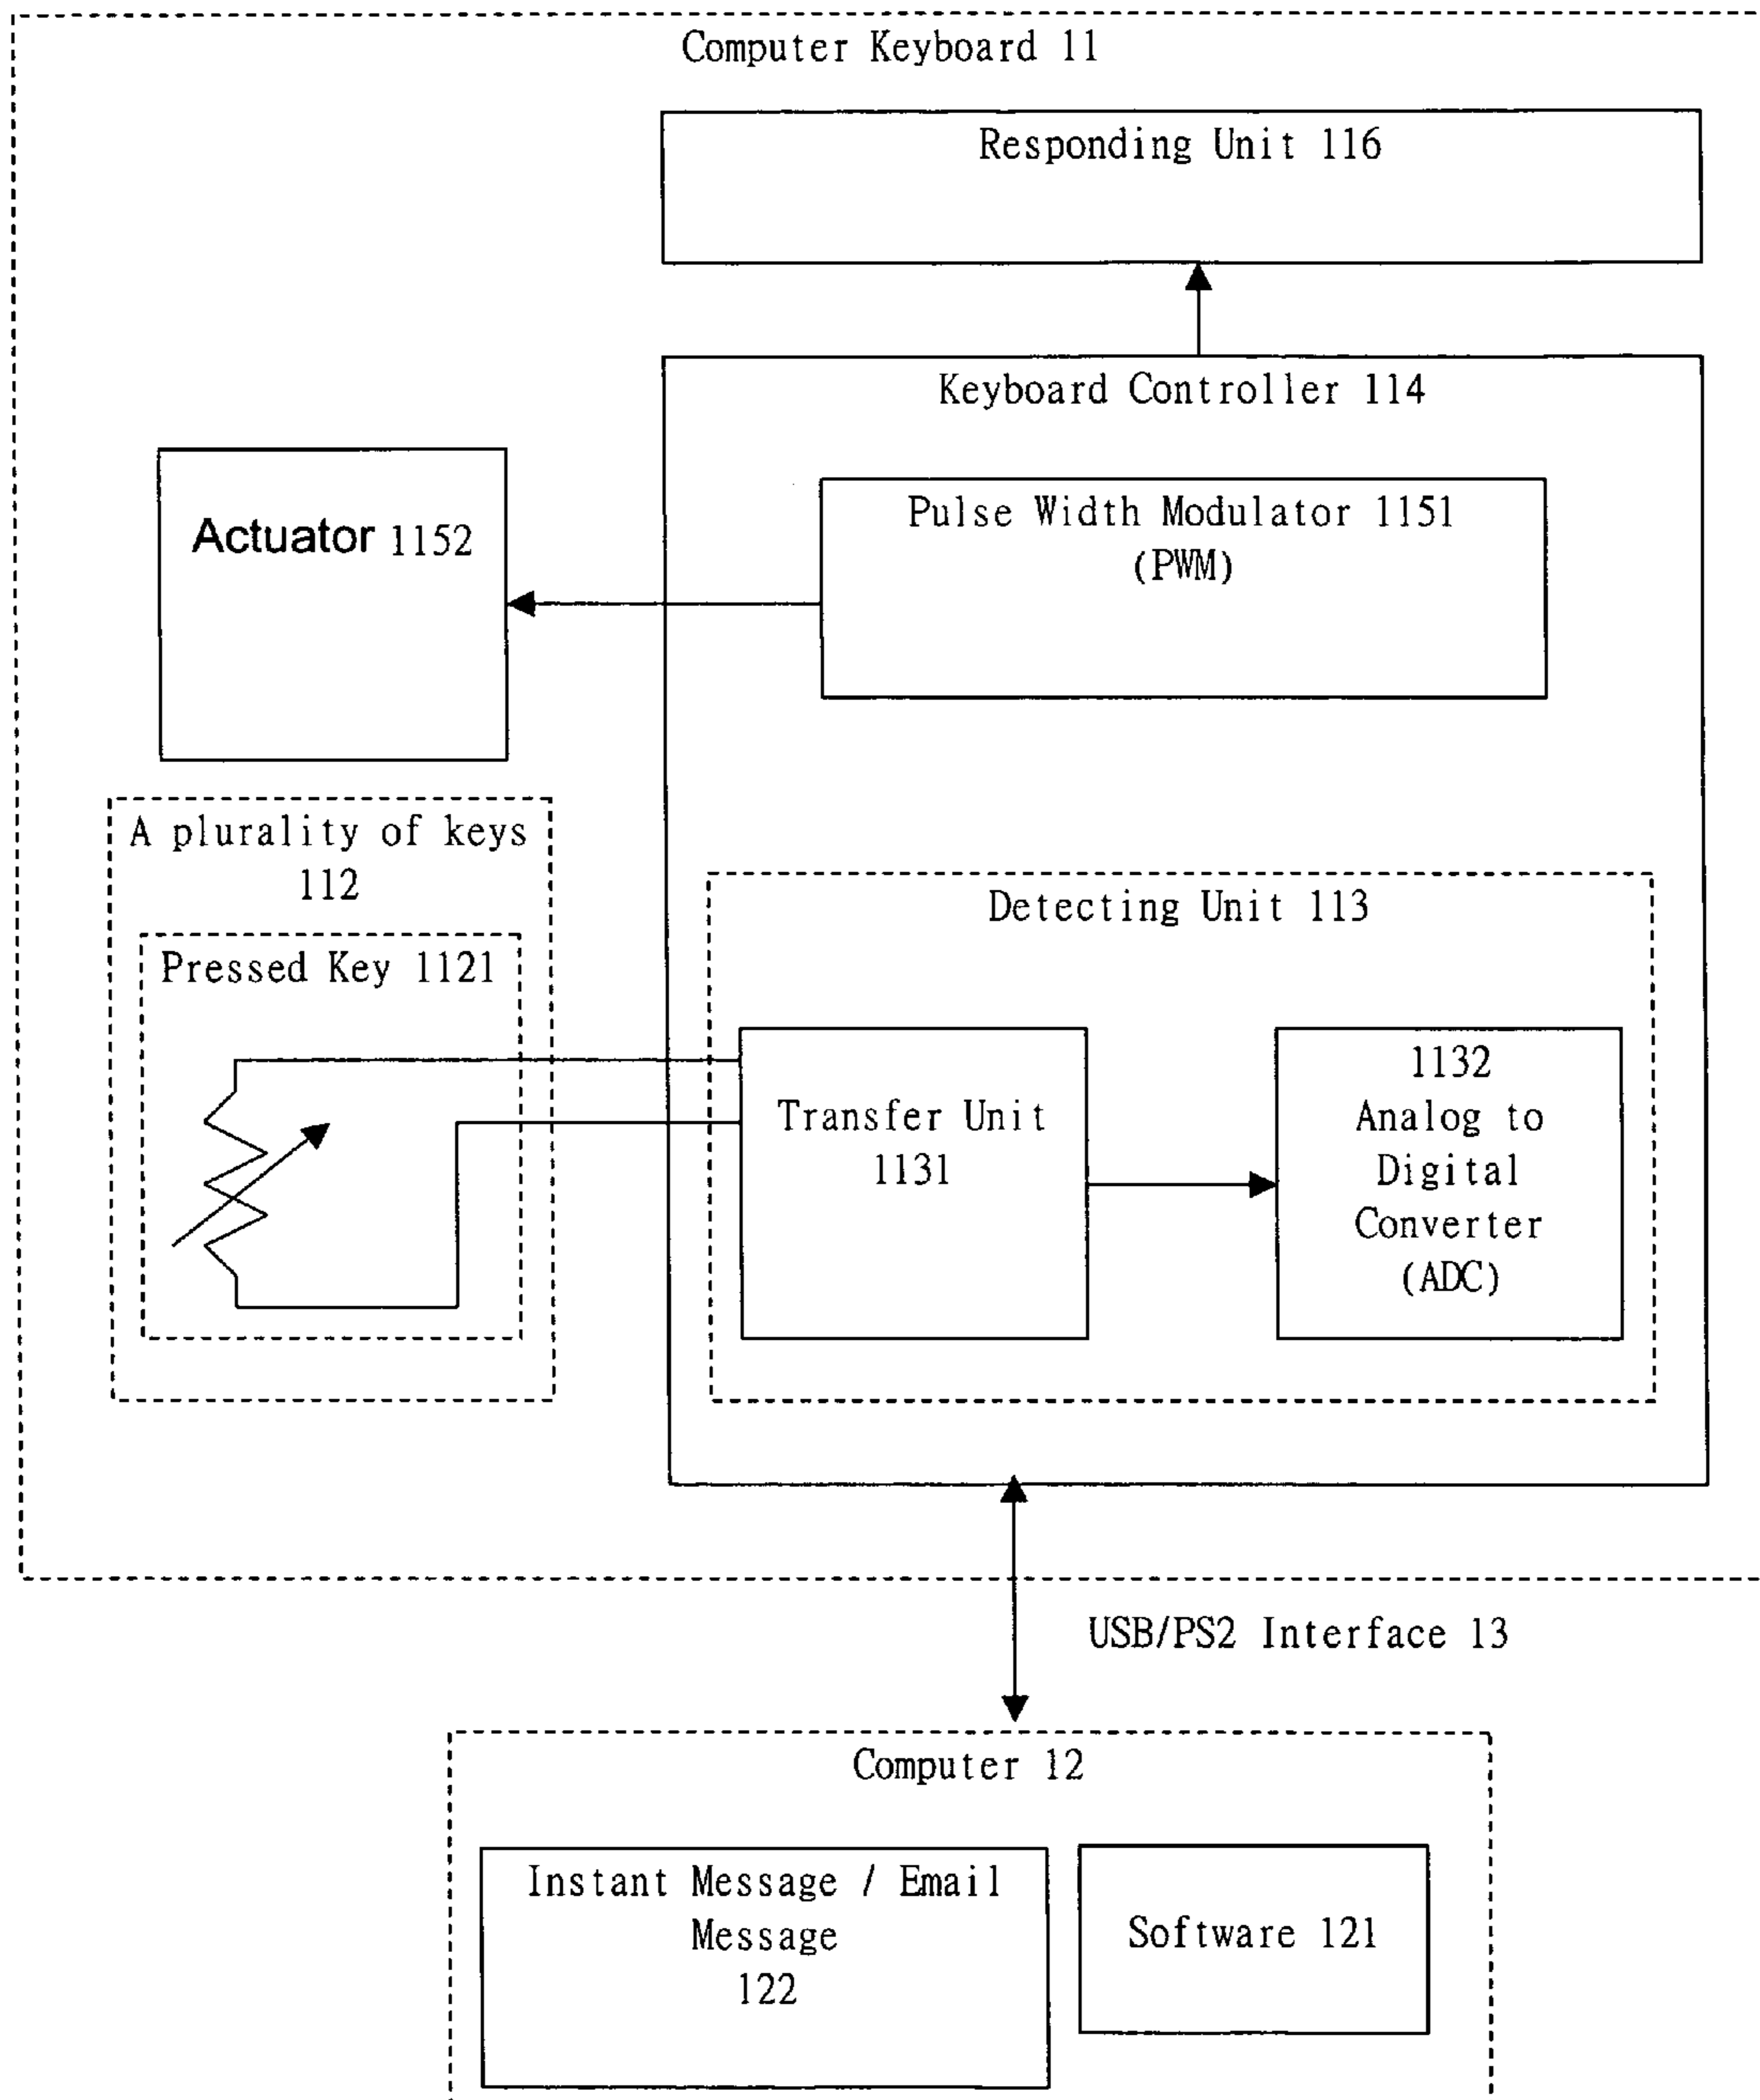 Computer Keyboard 11
Responding Unit 116
Keyboard Controller 114
Pulse Width Modulator 1151
(PWM)
Actuator 1152
A plurality of keys
112
Pressed Key 1121
Detecting Unit 113
Transfer Unit
1131
1132
Analog to
Digital
Converter
(ADC)
USB/PS2 Interface 13
Computer 12
Instant Message / Email
Message
122
Software 121